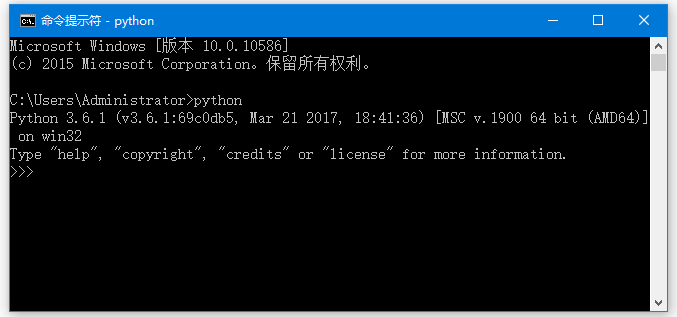 命令提示符 - python
Microsoft Windows [版本 10.0.10586]
(c) 2015 Microsoft Corporation。保留所有权利。
C:\Users\Administrator>python
Python 3.6.1 (v3.6.1:69c0db5, Mar 21 2017, 18:41:36) [MSC v.1900 64 bit (AMD64)]
on win32
Type "help", "copyright", "credits" or "license" for more information.
>>>